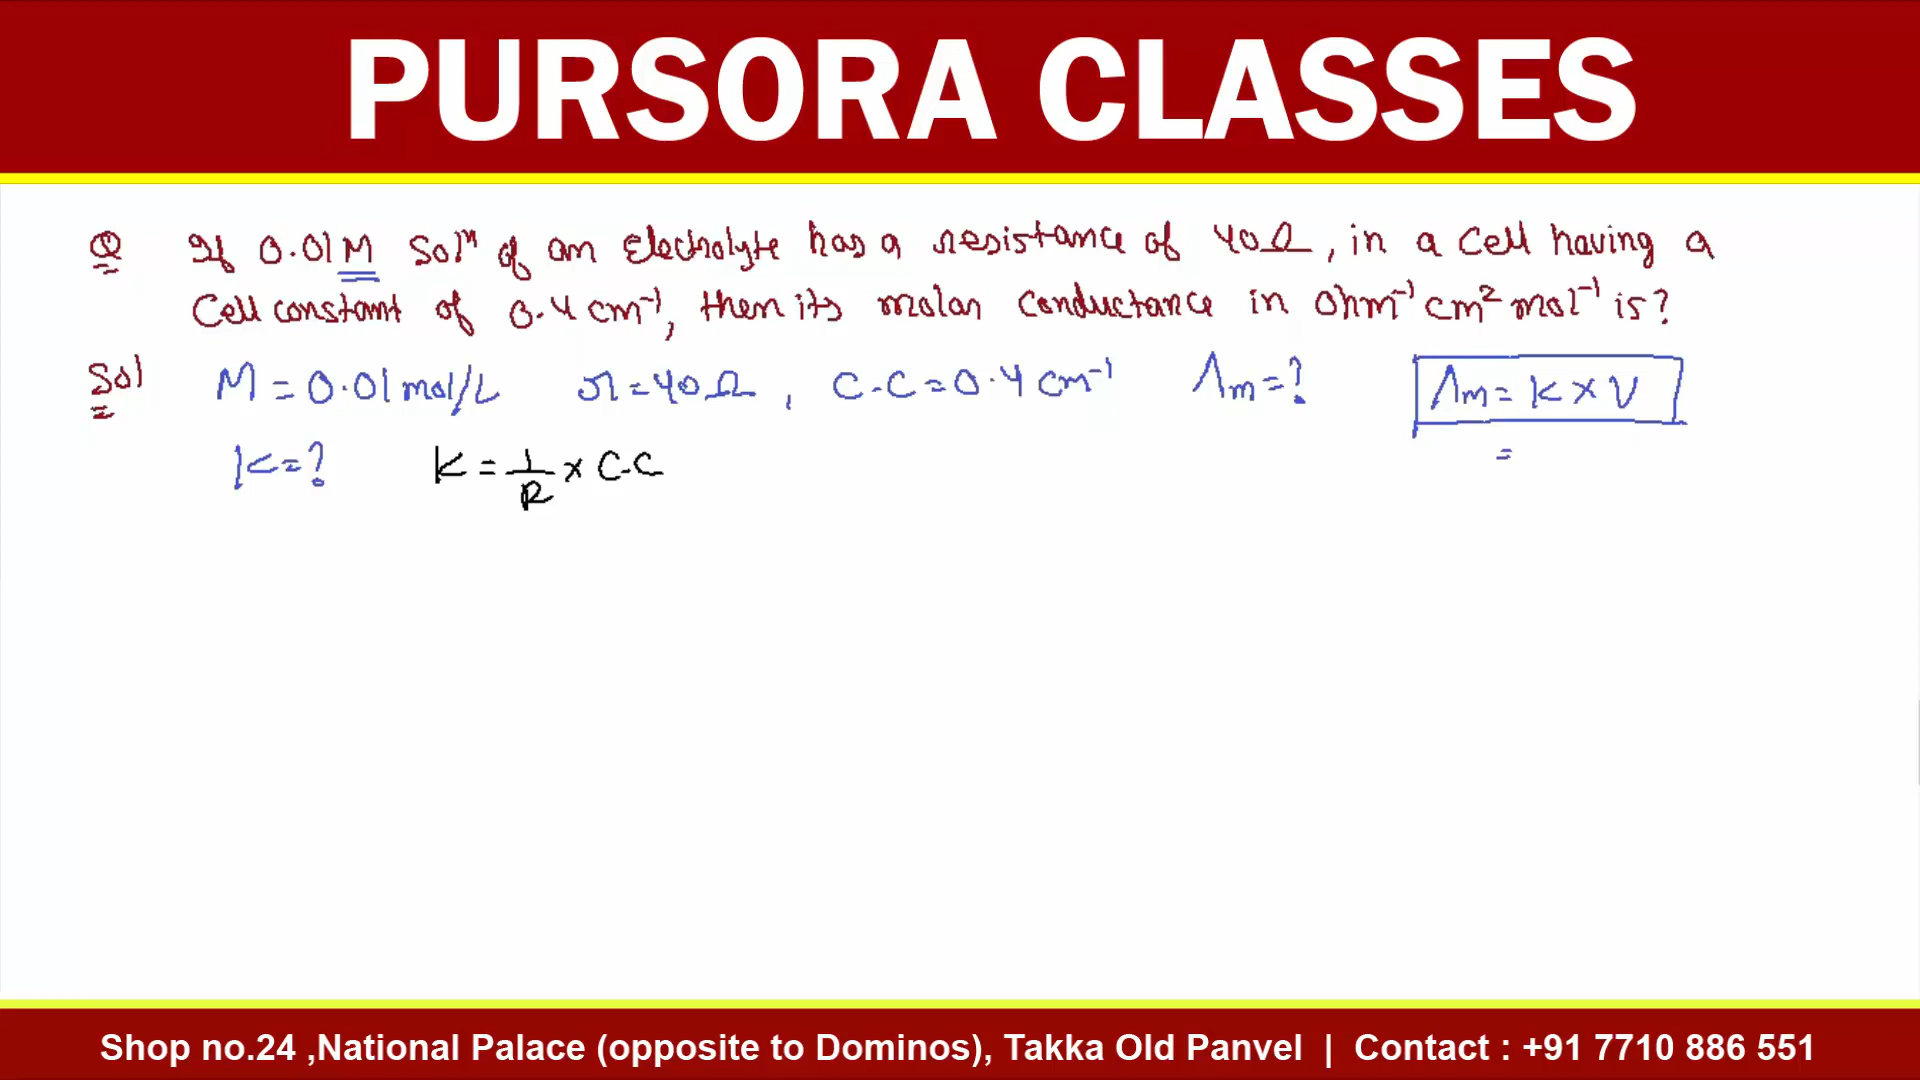 PURSORA CLASSES
Q If 0.01M Solⁿ of an Electrolyte has a resistance of 40Ω, in a cell having a
Cell constant of 0.4 cm⁻¹, then its molar conductance in ohm⁻¹ cm² mol⁻¹ is?
Sol M = 0.01 mol/L r = 40Ω, C.C = 0.4 cm⁻¹ Λm = ? Λm = K × V
K = ? K = 1/R × C.C =
Shop no.24 ,National Palace (opposite to Dominos), Takka Old Panvel | Contact : +91 7710 886 551